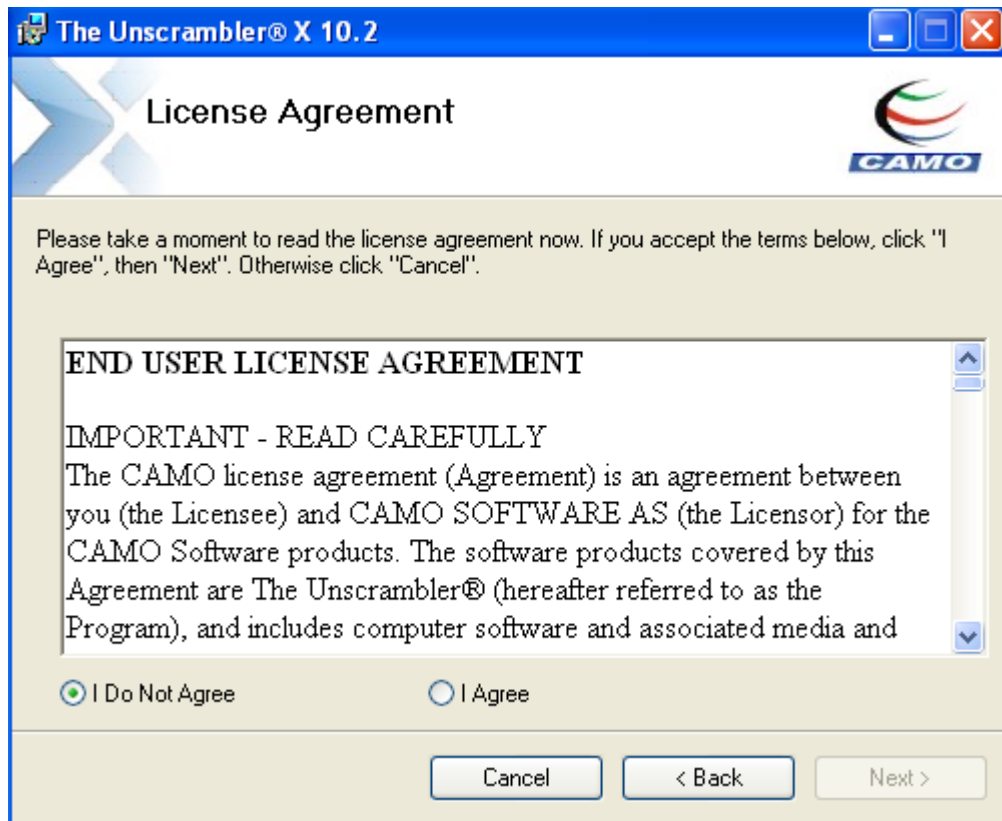 The Unscrambler® X 10.2
License Agreement
CAMO
Please take a moment to read the license agreement now. If you accept the terms below, click "I
Agree", then "Next". Otherwise click "Cancel".
END USER LICENSE AGREEMENT
IMPORTANT - READ CAREFULLY
The CAMO license agreement (Agreement) is an agreement between
you (the Licensee) and CAMO SOFTWARE AS (the Licensor) for the
CAMO Software products. The software products covered by this
Agreement are The Unscrambler® (hereafter referred to as the
Program), and includes computer software and associated media and
I Do Not Agree
I Agree
Cancel
< Back
Next >